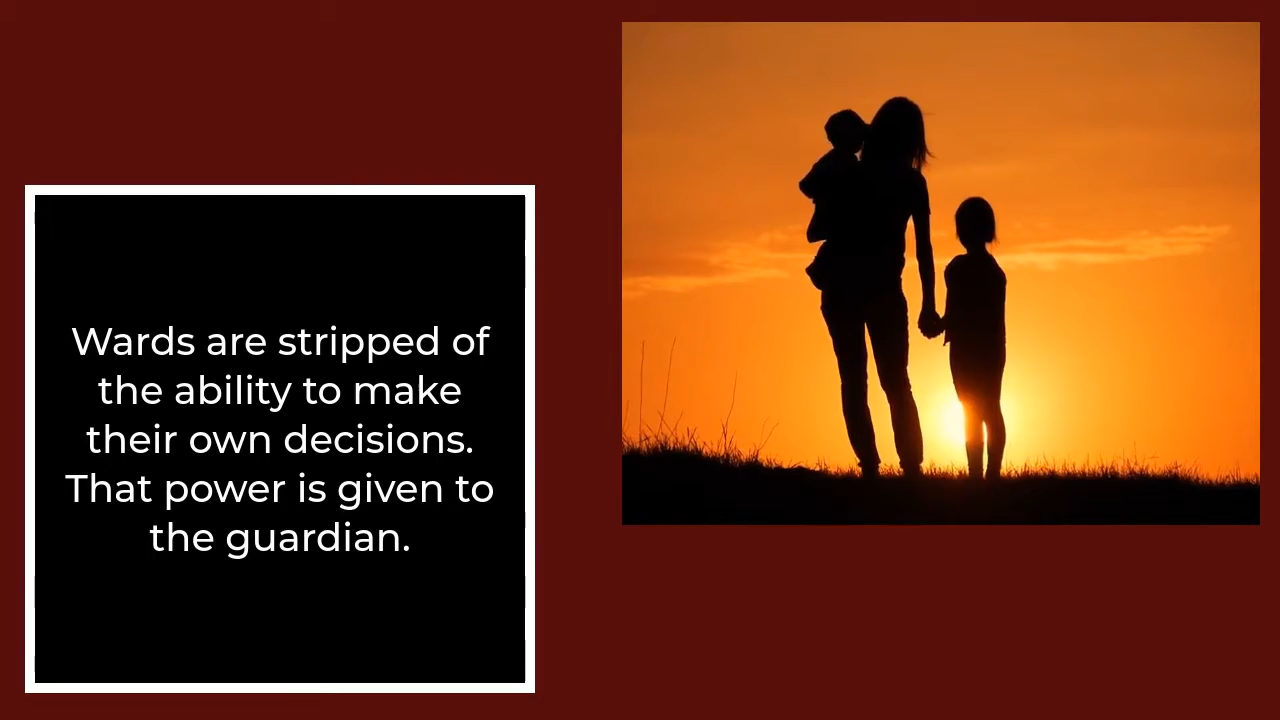 Wards are stripped of
the ability to make
their own decisions.
That power is given to
the guardian.